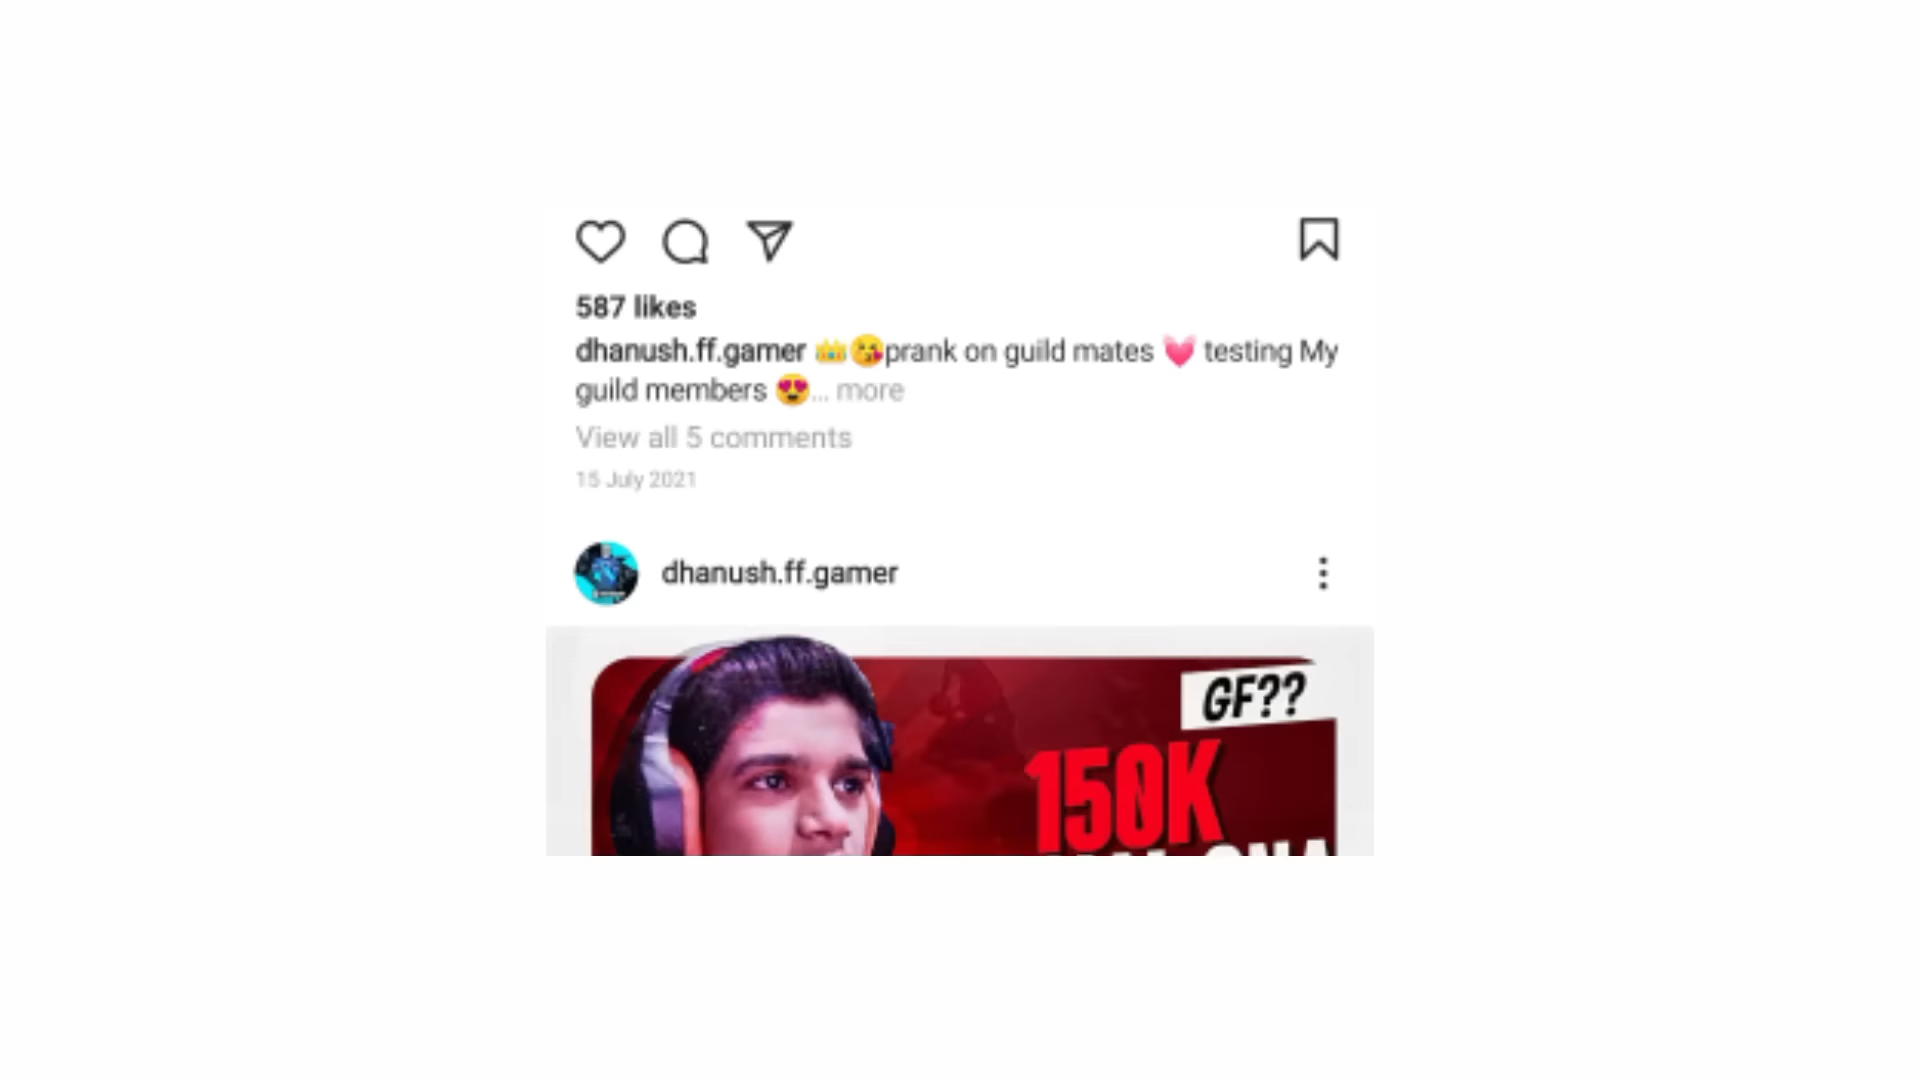 587 likes
dhanush.ff.gamer 👑😘prank on guild mates 💓 testing My
guild members 😍... more
View all 5 comments
15 July 2021
dhanush.ff.gamer
GF??
150K